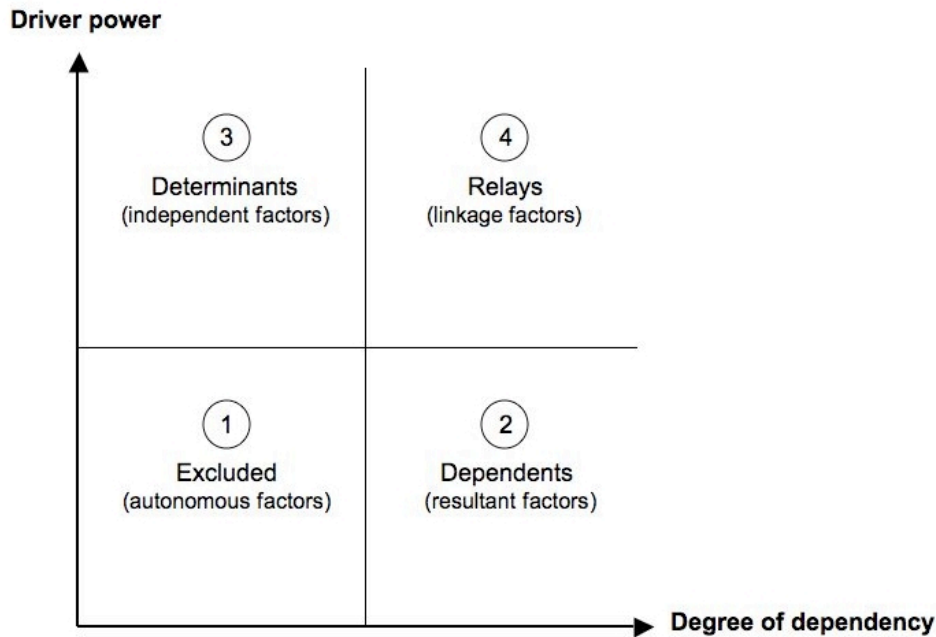 Driver power
3
Determinants
(independent factors)
4
Relays
(linkage factors)
1
Excluded
(autonomous factors)
2
Dependents
(resultant factors)
Degree of dependency